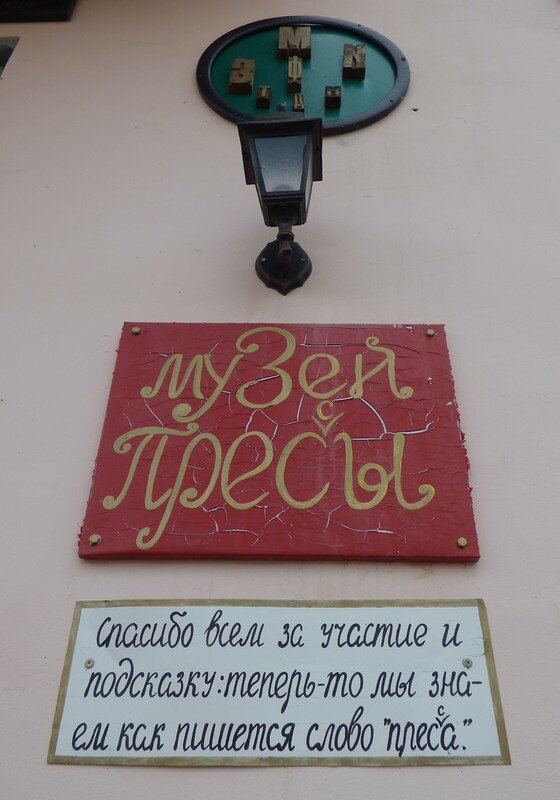 музей
Прессы
Спасибо всем за участие и
подсказку: теперь-то мы зна-
ем как пишется слово "пресса."